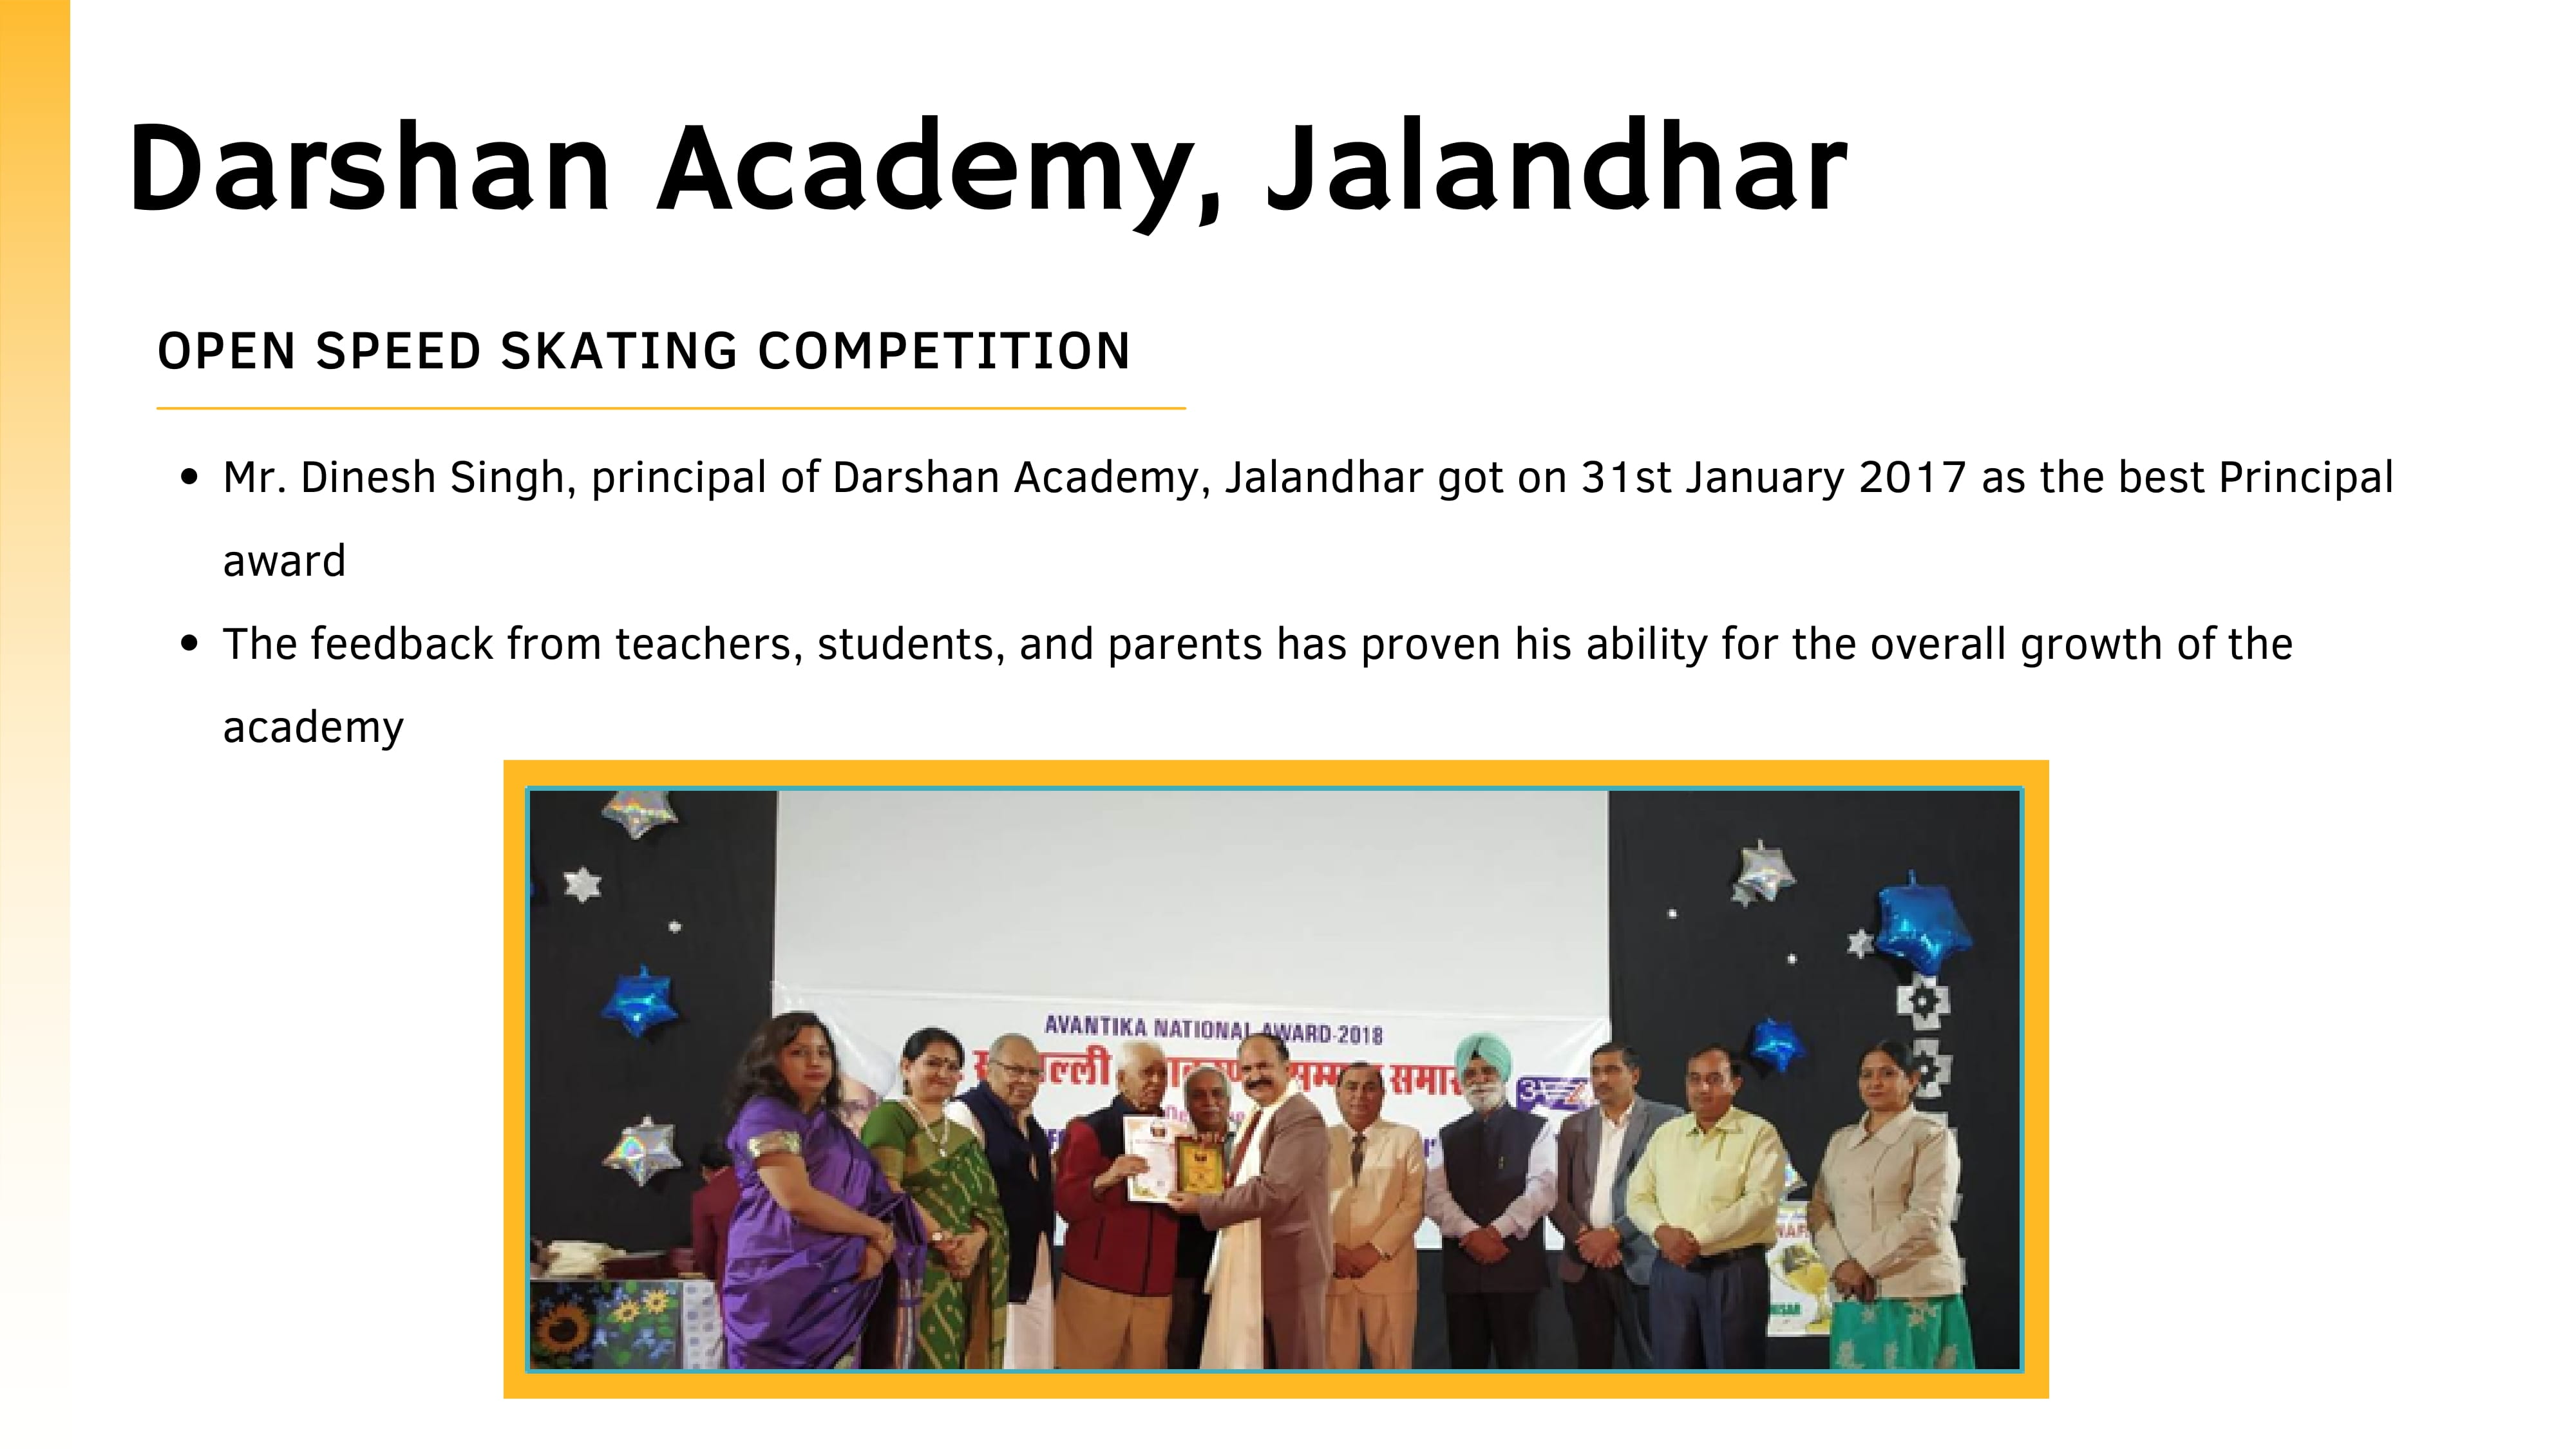 Darshan Academy, Jalandhar
OPEN SPEED SKATING COMPETITION
• Mr. Dinesh Singh, principal of Darshan Academy, Jalandhar got on 31st January 2017 as the best Principal
award
• The feedback from teachers, students, and parents has proven his ability for the overall growth of the
academy
AVANTIKA NATIONAL AWARD-2018